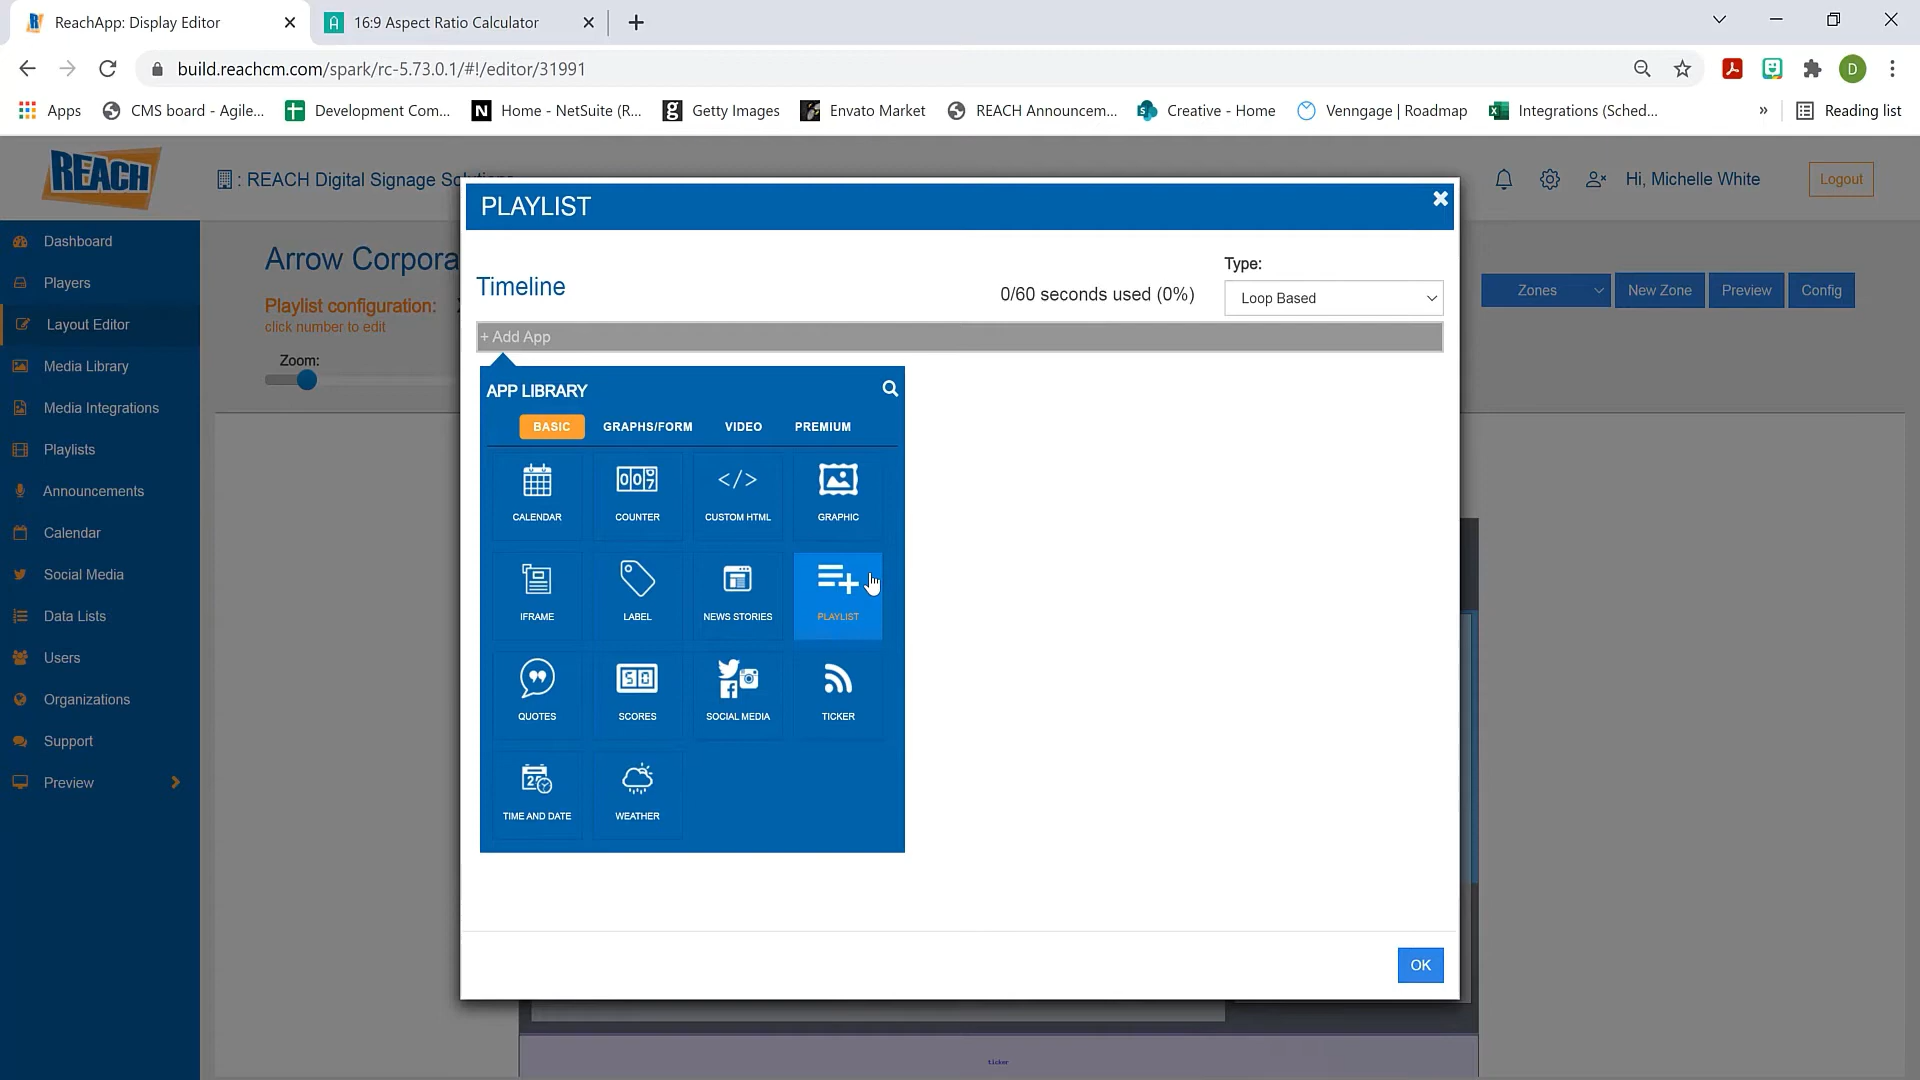 ReachApp: Display Editor
A 16:9 Aspect Ratio Calculator
build.reachcm.com/spark/rc-5.73.0.1/#!/editor/31991
D
Apps
CMS board - Agile...
Development Com...
N Home - NetSuite (R...
g Getty Images
Envato Market
REACH Announcem...
Creative - Home
Venngage | Roadmap
Integrations (Sched...
»
Reading list
REACH
: REACH Digital Signage Solutions
Hi, Michelle White
Logout
Dashboard
Players
Layout Editor
Media Library
Media Integrations
Playlists
Announcements
Calendar
Social Media
Data Lists
Users
Organizations
Support
Preview
Arrow Corpora
Playlist configuration:
click number to edit
Zoom:
Zones
New Zone
Preview
Config
PLAYLIST
Timeline
0/60 seconds used (0%)
Type:
Loop Based
+ Add App
APP LIBRARY
BASIC
GRAPHS/FORM
VIDEO
PREMIUM
CALENDAR
COUNTER
CUSTOM HTML
GRAPHIC
IFRAME
LABEL
NEWS STORIES
PLAYLIST
QUOTES
SCORES
SOCIAL MEDIA
TICKER
TIME AND DATE
WEATHER
OK
ticker